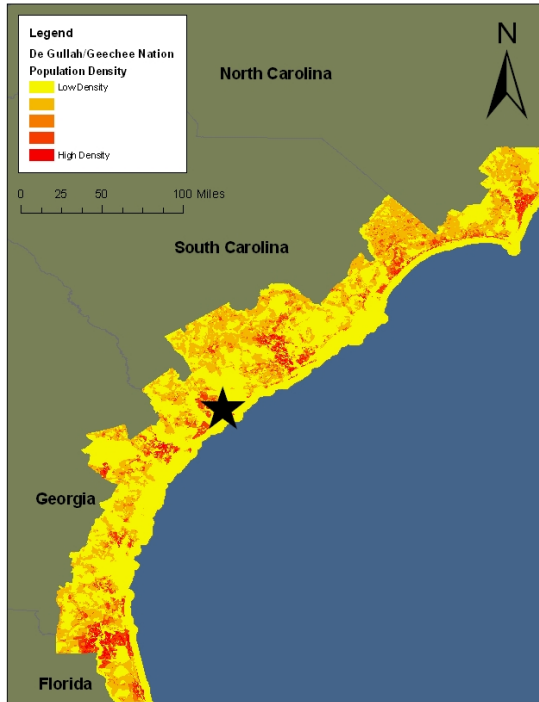 Legend
De Gullah/Geechee Nation
Population Density
Low Density
High Density
North Carolina
N
0 25 50 100 Miles
South Carolina
Georgia
Florida